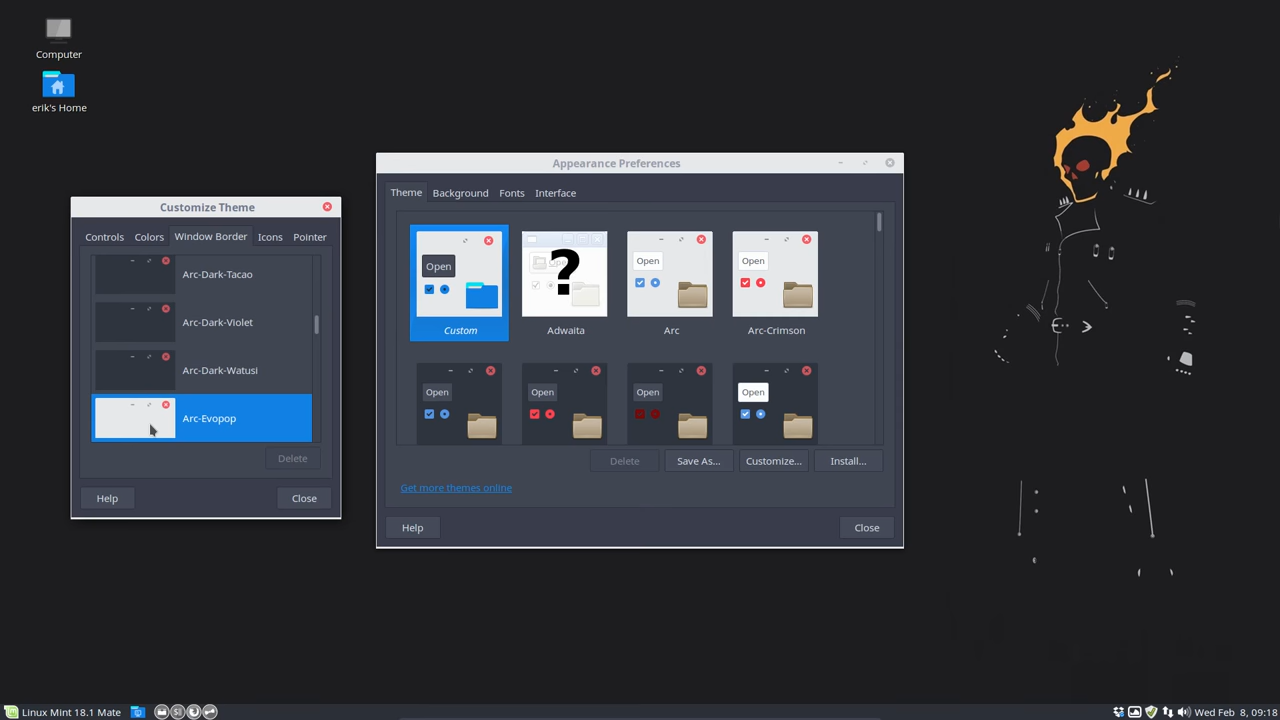 Computer
erik's Home
Customize Theme
Controls Colors Window Border Icons Pointer
Arc-Dark-Tacao
Arc-Dark-Violet
Arc-Dark-Watusi
Arc-Evopop
Delete
Help Close
Appearance Preferences
Theme Background Fonts Interface
Open
Open
Open
?
Custom Adwaita Arc Arc-Crimson
Open Open Open Open
Delete Save As... Customize... Install...
Get more themes online
Help Close
Linux Mint 18.1 Mate
Wed Feb 8, 09:18